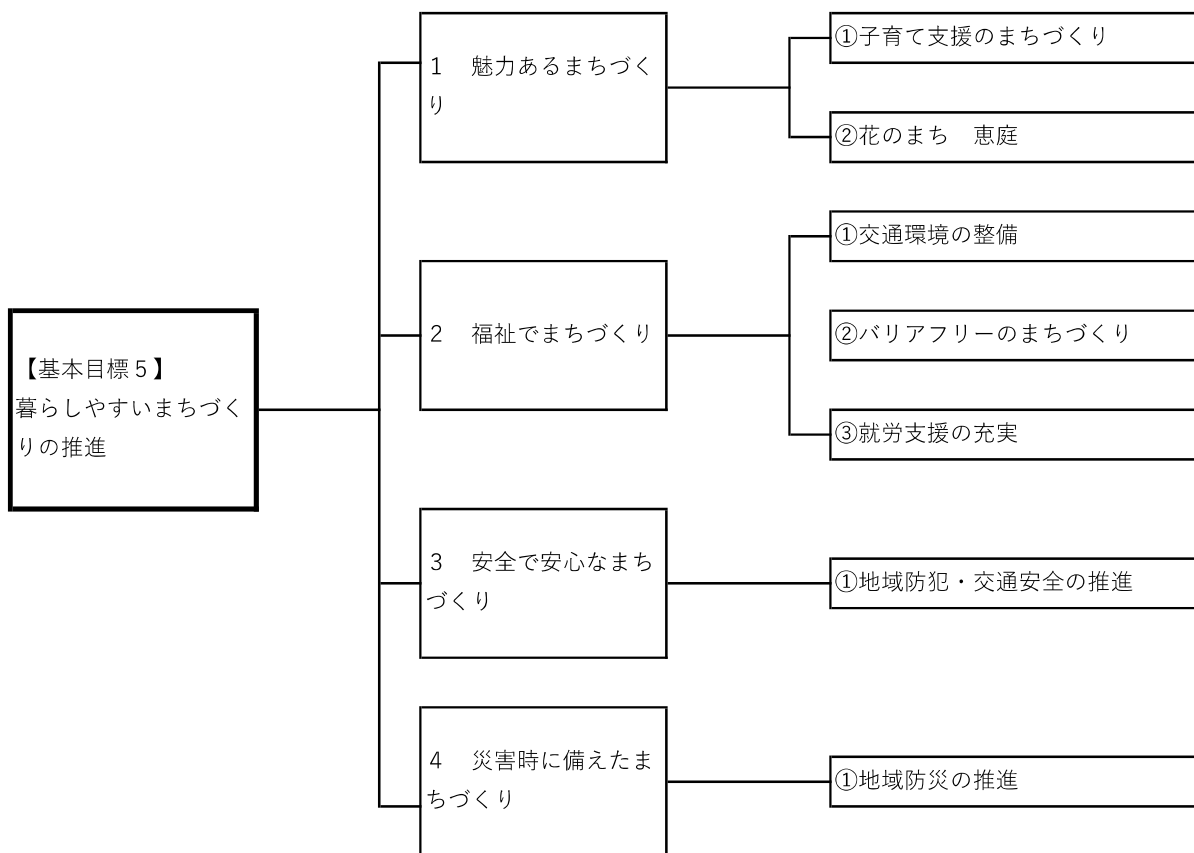 【基本目標５】
暮らしやすいまちづく
りの推進
1　魅力あるまちづく
り
①子育て支援のまちづくり
②花のまち　恵庭
2　福祉でまちづくり
①交通環境の整備
②バリアフリーのまちづくり
③就労支援の充実
3　安全で安心なまち
づくり
①地域防犯・交通安全の推進
4　災害時に備えたま
ちづくり
①地域防災の推進